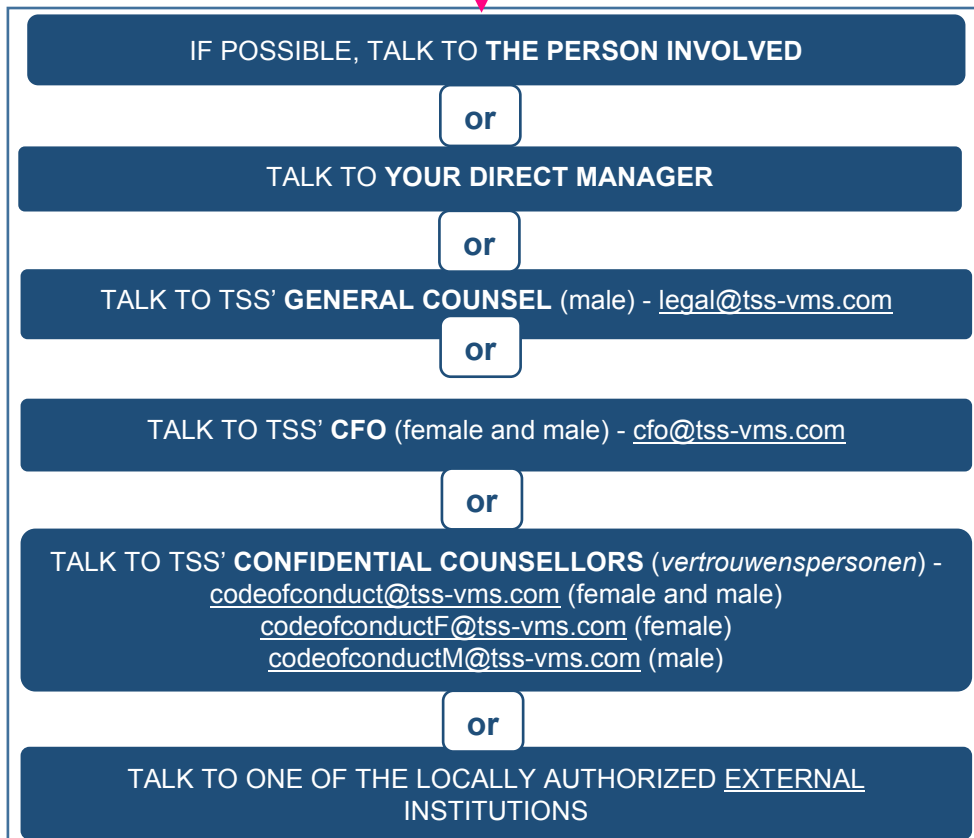 IF POSSIBLE, TALK TO THE PERSON INVOLVED
or
TALK TO YOUR DIRECT MANAGER
or
TALK TO TSS’ GENERAL COUNSEL (male) - legal@tss-vms.com
or
TALK TO TSS’ CFO (female and male) - cfo@tss-vms.com
or
TALK TO TSS’ CONFIDENTIAL COUNSELLORS (vertrouwenspersonen) -
codeofconduct@tss-vms.com (female and male)
codeofconductF@tss-vms.com (female)
codeofconductM@tss-vms.com (male)
or
TALK TO ONE OF THE LOCALLY AUTHORIZED EXTERNAL
INSTITUTIONS